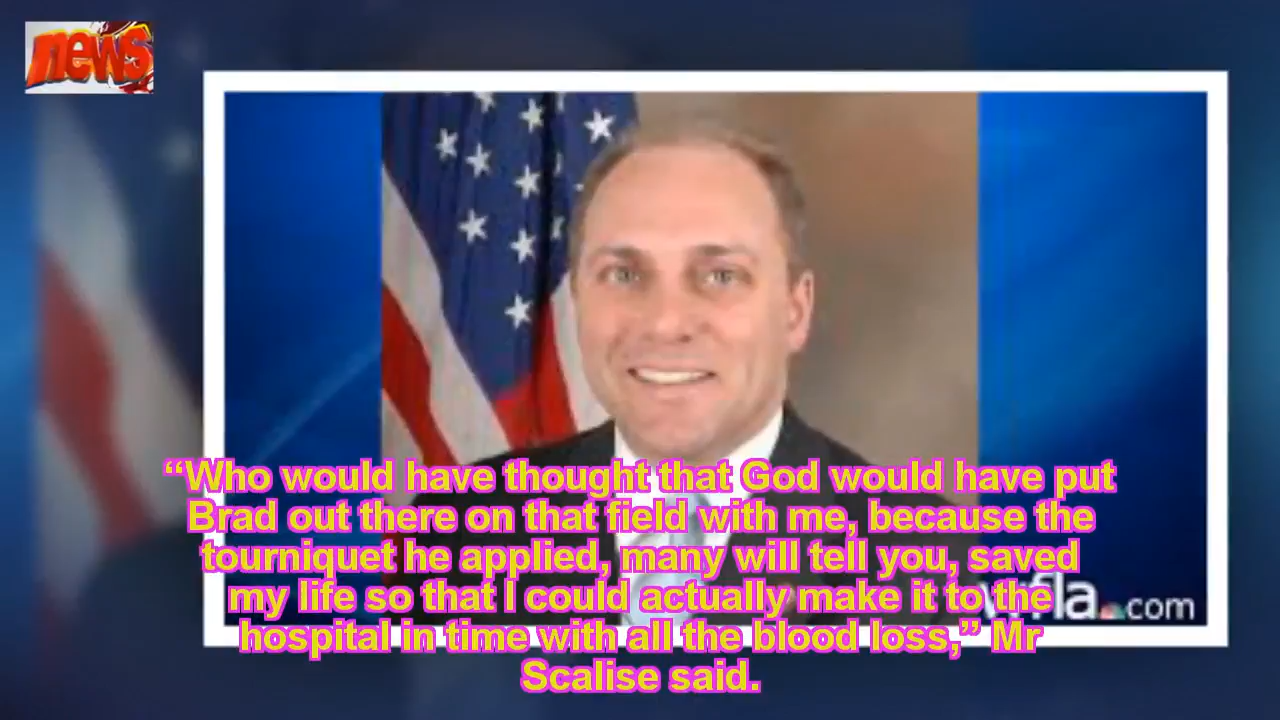 news
“Who would have thought that God would have put
Brad out there on that field with me, because the
tourniquet he applied, many will tell you, saved
my life so that I could actually make it to the
hospital in time with all the blood loss,” Mr
Scalise said.
.com